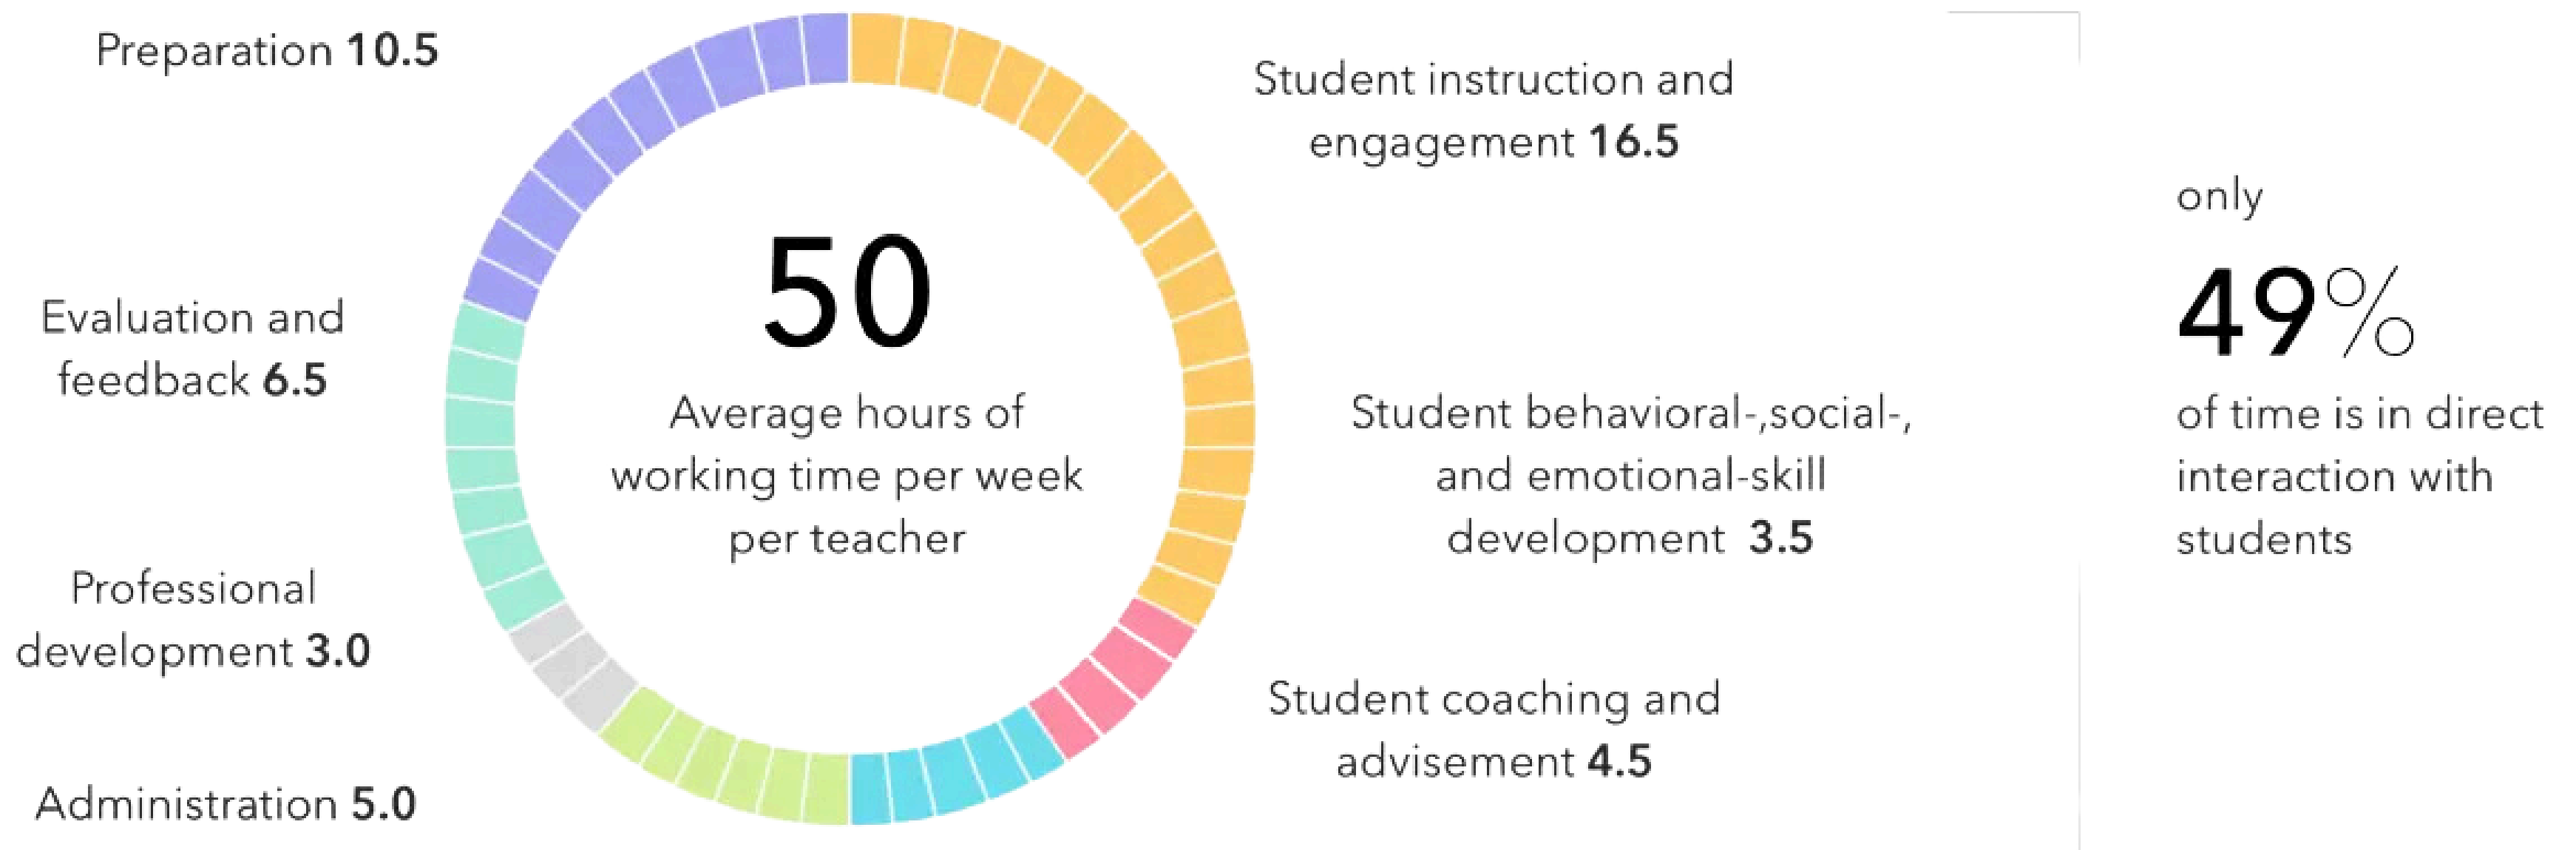 Preparation 10.5
Evaluation and
feedback 6.5
Professional
development 3.0
Administration 5.0
50
Average hours of
working time per week
per teacher
Student instruction and
engagement 16.5
Student behavioral-,social-,
and emotional-skill
development 3.5
Student coaching and
advisement 4.5
only
49%
of time is in direct
interaction with
students